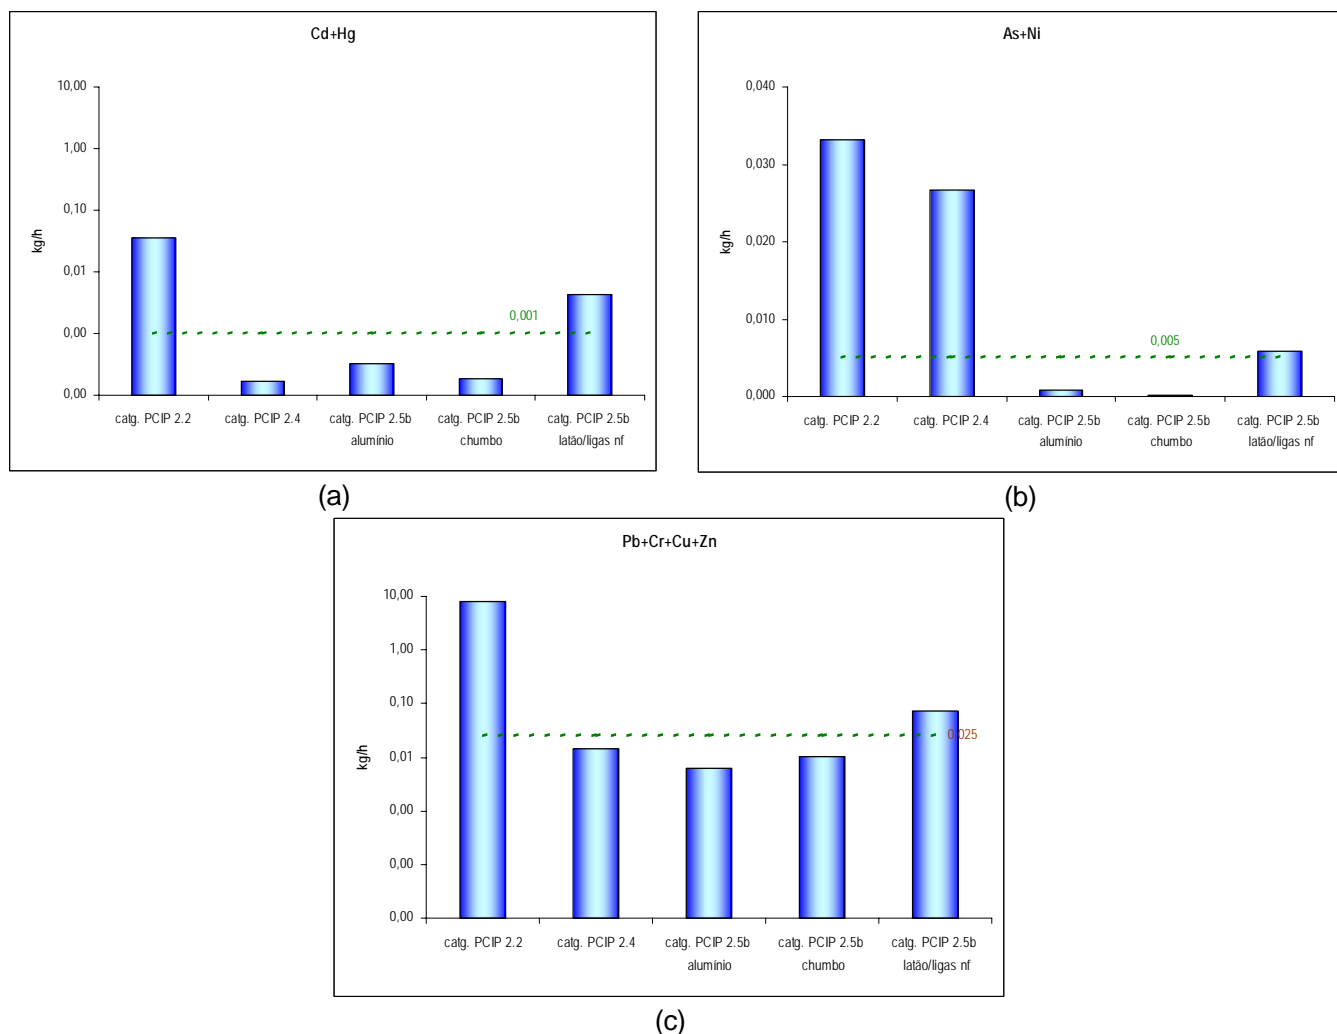 Cd+Hg
10,00
1,00
0,10
0,01
0,00
0,00
kg/h
0,001
catg. PCIP 2.2
catg. PCIP 2.4
catg. PCIP 2.5b
alumínio
catg. PCIP 2.5b
chumbo
catg. PCIP 2.5b
latão/ligas nf
(a)
As+Ni
0,040
0,030
0,020
0,010
0,000
kg/h
0,005
catg. PCIP 2.2
catg. PCIP 2.4
catg. PCIP 2.5b
alumínio
catg. PCIP 2.5b
chumbo
catg. PCIP 2.5b
latão/ligas nf
(b)
Pb+Cr+Cu+Zn
10,00
1,00
0,10
0,01
0,00
0,00
0,00
kg/h
0,025
catg. PCIP 2.2
catg. PCIP 2.4
catg. PCIP 2.5b
alumínio
catg. PCIP 2.5b
chumbo
catg. PCIP 2.5b
latão/ligas nf
(c)